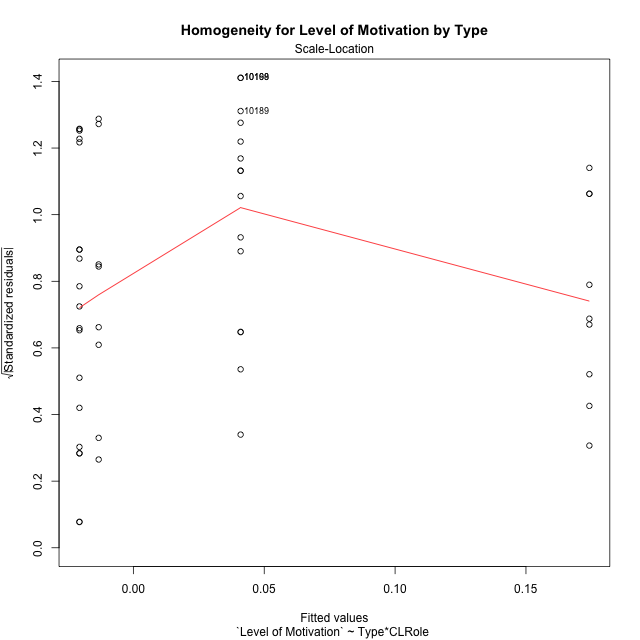 Homogeneity for Level of Motivation by Type
Scale-Location
10189
1.4
1.2
1.0
0.8
0.6
0.4
0.2
0.0
√|Standardized residuals|
0.00 0.05 0.10 0.15
Fitted values
`Level of Motivation` ~ Type*CLRole